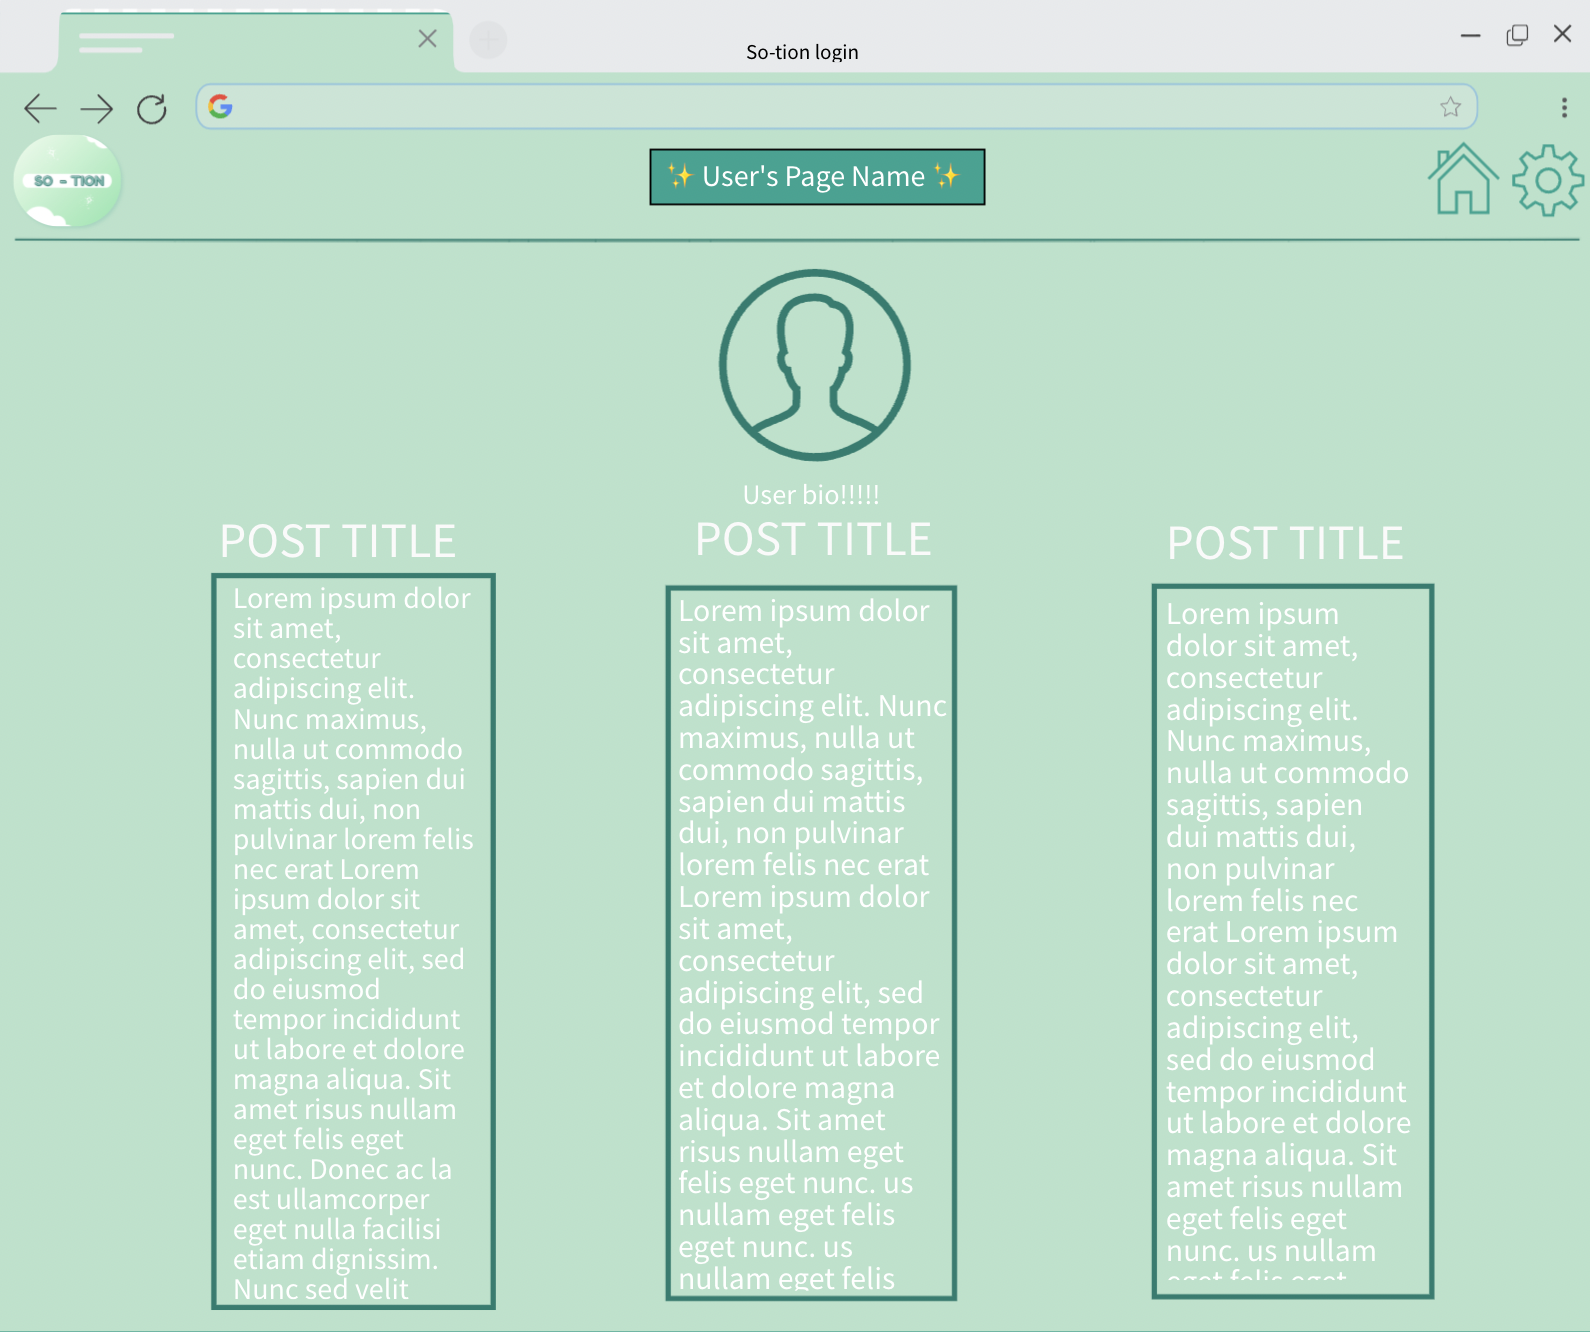 So-tion login
SO - TION
✨ User's Page Name ✨
User bio!!!!!
POST TITLE
Lorem ipsum dolor
sit amet,
consectetur
adipiscing elit.
Nunc maximus,
nulla ut commodo
sagittis, sapien dui
mattis dui, non
pulvinar lorem felis
nec erat Lorem
ipsum dolor sit
amet, consectetur
adipiscing elit, sed
do eiusmod
tempor incididunt
ut labore et dolore
magna aliqua. Sit
amet risus nullam
eget felis eget
nunc. Donec ac la
est ullamcorper
eget nulla facilisi
etiam dignissim.
Nunc sed velit
POST TITLE
Lorem ipsum dolor
sit amet,
consectetur
adipiscing elit. Nunc
maximus, nulla ut
commodo sagittis,
sapien dui mattis
dui, non pulvinar
lorem felis nec erat
Lorem ipsum dolor
sit amet,
consectetur
adipiscing elit, sed
do eiusmod tempor
incididunt ut labore
et dolore magna
aliqua. Sit amet
risus nullam eget
felis eget nunc. us
nullam eget felis
eget nunc. us
nullam eget felis
POST TITLE
Lorem ipsum
dolor sit amet,
consectetur
adipiscing elit.
Nunc maximus,
nulla ut commodo
sagittis, sapien
dui mattis dui,
non pulvinar
lorem felis nec
erat Lorem ipsum
dolor sit amet,
consectetur
adipiscing elit,
sed do eiusmod
tempor incididunt
ut labore et dolore
magna aliqua. Sit
amet risus nullam
eget felis eget
nunc. us nullam
eget felis eget